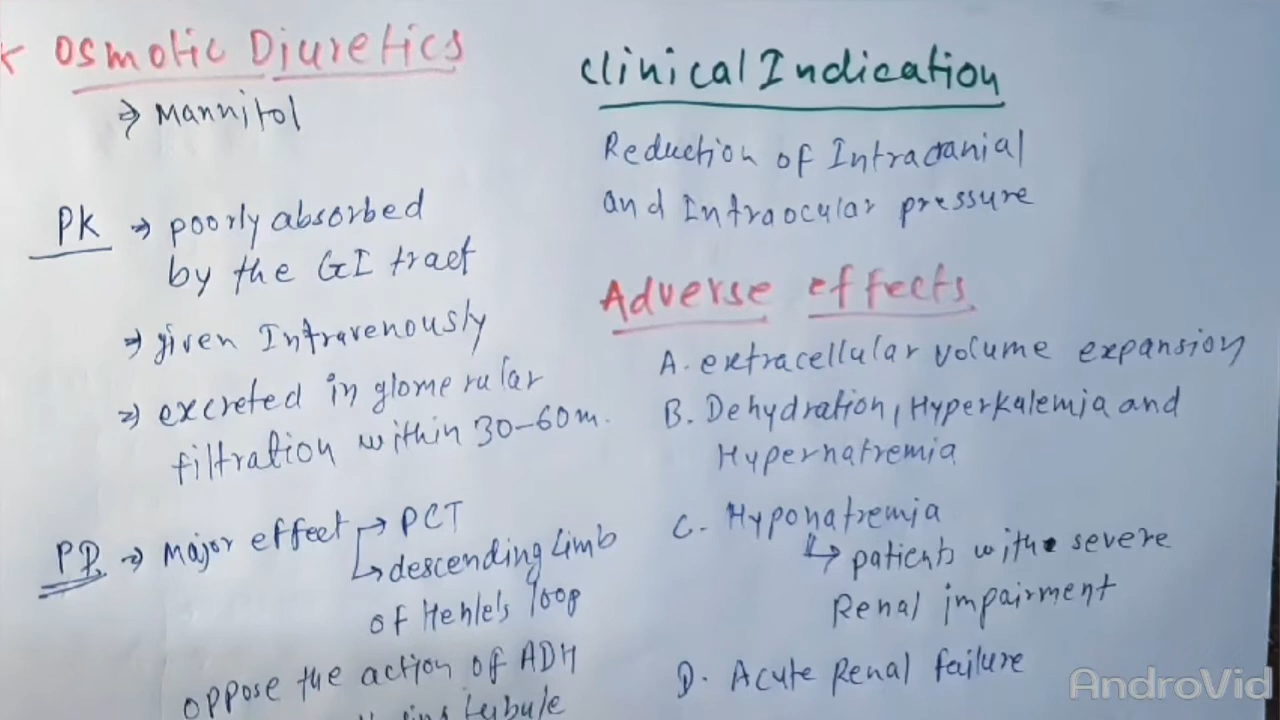 Osmotic Diuretics
⇒ Mannitol
PK ⇒ poorly absorbed
by the GI tract
⇒ given Intravenously
⇒ excreted in glomerular
filtration within 30-60m.
PD ⇒ Major effect → PCT
↳ descending Limb
of Henle's loop
oppose the action of ADH
tubule
Clinical Indication
Reduction of Intracranial
and Intraocular pressure
Adverse effects
A. extracellular volume expansion
B. Dehydration, Hyperkalemia and
Hypernatremia
C. Hyponatremia
↳ patients with severe
Renal impairment
D. Acute Renal failure
AndroVid